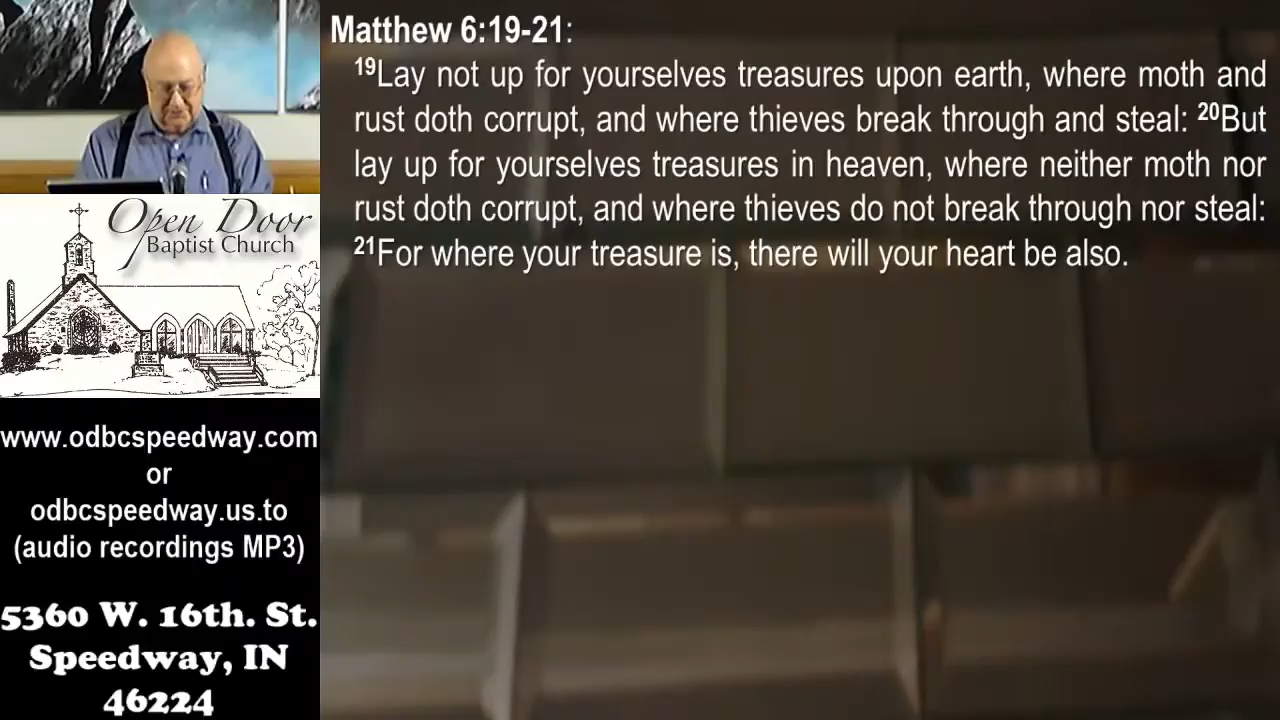 Matthew 6:19-21:
19Lay not up for yourselves treasures upon earth, where moth and
rust doth corrupt, and where thieves break through and steal: 20But
lay up for yourselves treasures in heaven, where neither moth nor
rust doth corrupt, and where thieves do not break through nor steal:
21For where your treasure is, there will your heart be also.
Open Door
Baptist Church
www.odbcspeedway.com
or
odbcspeedway.us.to
(audio recordings MP3)
5360 W. 16th. St.
Speedway, IN
46224